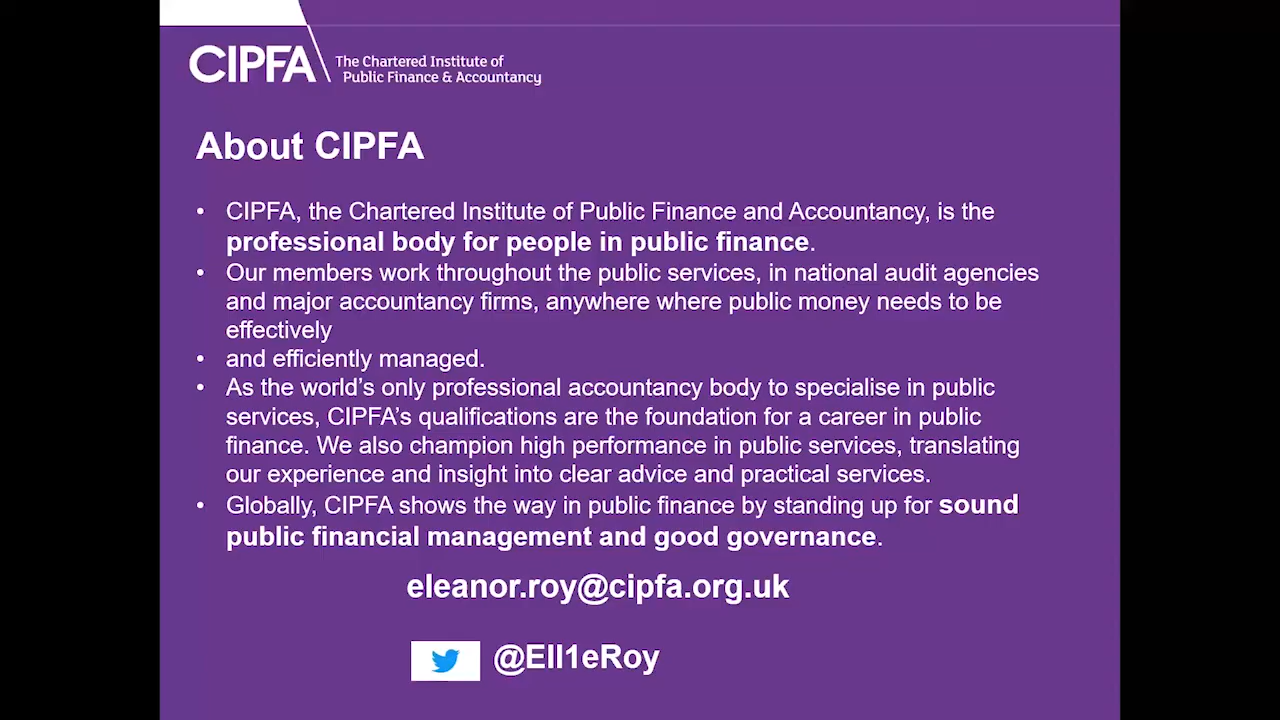 CIPFA
The Chartered Institute of
Public Finance & Accountancy
About CIPFA
• CIPFA, the Chartered Institute of Public Finance and Accountancy, is the
professional body for people in public finance.
• Our members work throughout the public services, in national audit agencies
and major accountancy firms, anywhere where public money needs to be
effectively
• and efficiently managed.
• As the world's only professional accountancy body to specialise in public
services, CIPFA's qualifications are the foundation for a career in public
finance. We also champion high performance in public services, translating
our experience and insight into clear advice and practical services.
• Globally, CIPFA shows the way in public finance by standing up for sound
public financial management and good governance.
eleanor.roy@cipfa.org.uk
@Ell1eRoy